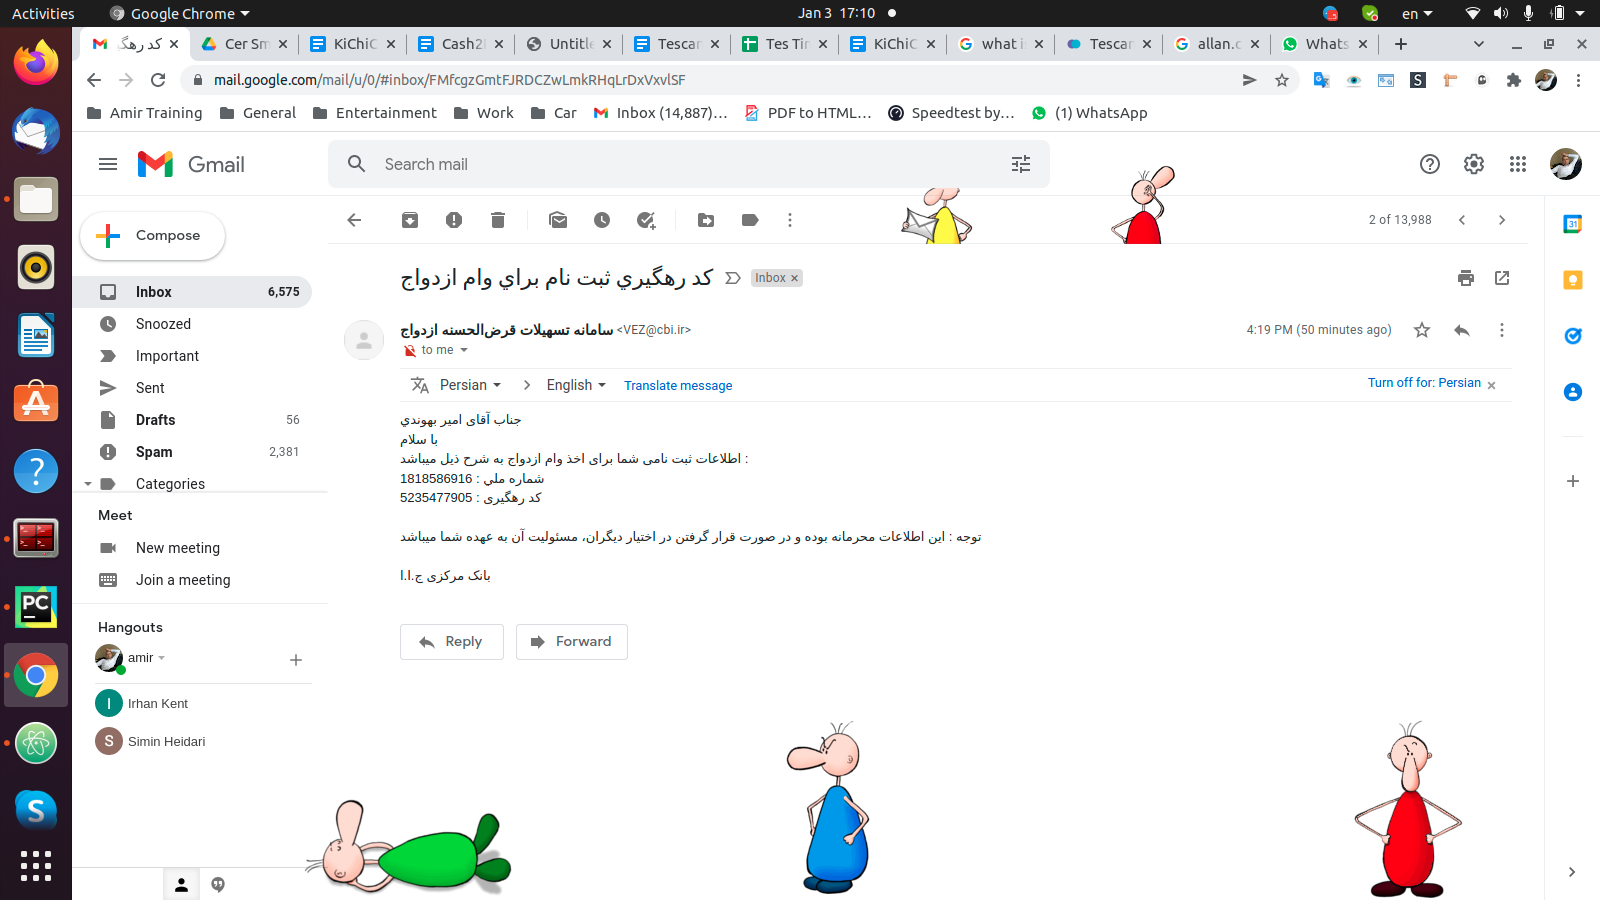 Activities
Google Chrome
Jan 3 17:10
en
کد رهگ
Cer Sm
KiChiC
Cash2
Untitle
Tescan
Tes Tin
KiChiC
what i
Tescar
allan.c
Whats
mail.google.com/mail/u/0/#inbox/FMfcgzGmtFJRDCZwLmkRHqLrDxVxvlSF
Amir Training
General
Entertainment
Work
Car
Inbox (14,887)...
PDF to HTML...
Speedtest by...
(1) WhatsApp
Gmail
Search mail
Compose
2 of 13,988
Inbox 6,575
Snoozed
Important
Sent
Drafts 56
Spam 2,381
Categories
Meet
New meeting
Join a meeting
Hangouts
amir
I Irhan Kent
S Simin Heidari
کد رهگيري ثبت نام براي وام ازدواج
Inbox ×
سامانه تسهیلات قرض‌الحسنه ازدواج <VEZ@cbi.ir>
4:19 PM (50 minutes ago)
to me
Persian > English Translate message
Turn off for: Persian ×
جناب آقای امیر بهوندي
با سلام
اطلاعات ثبت نامی شما برای اخذ وام ازدواج به شرح ذیل میباشد :
شماره ملي : 1818586916
کد رهگیری : 5235477905
توجه : این اطلاعات محرمانه بوده و در صورت قرار گرفتن در اختیار دیگران، مسئولیت آن به عهده شما میباشد
بانک مرکزی ج.ا.ا
Reply
Forward
31
PC
S